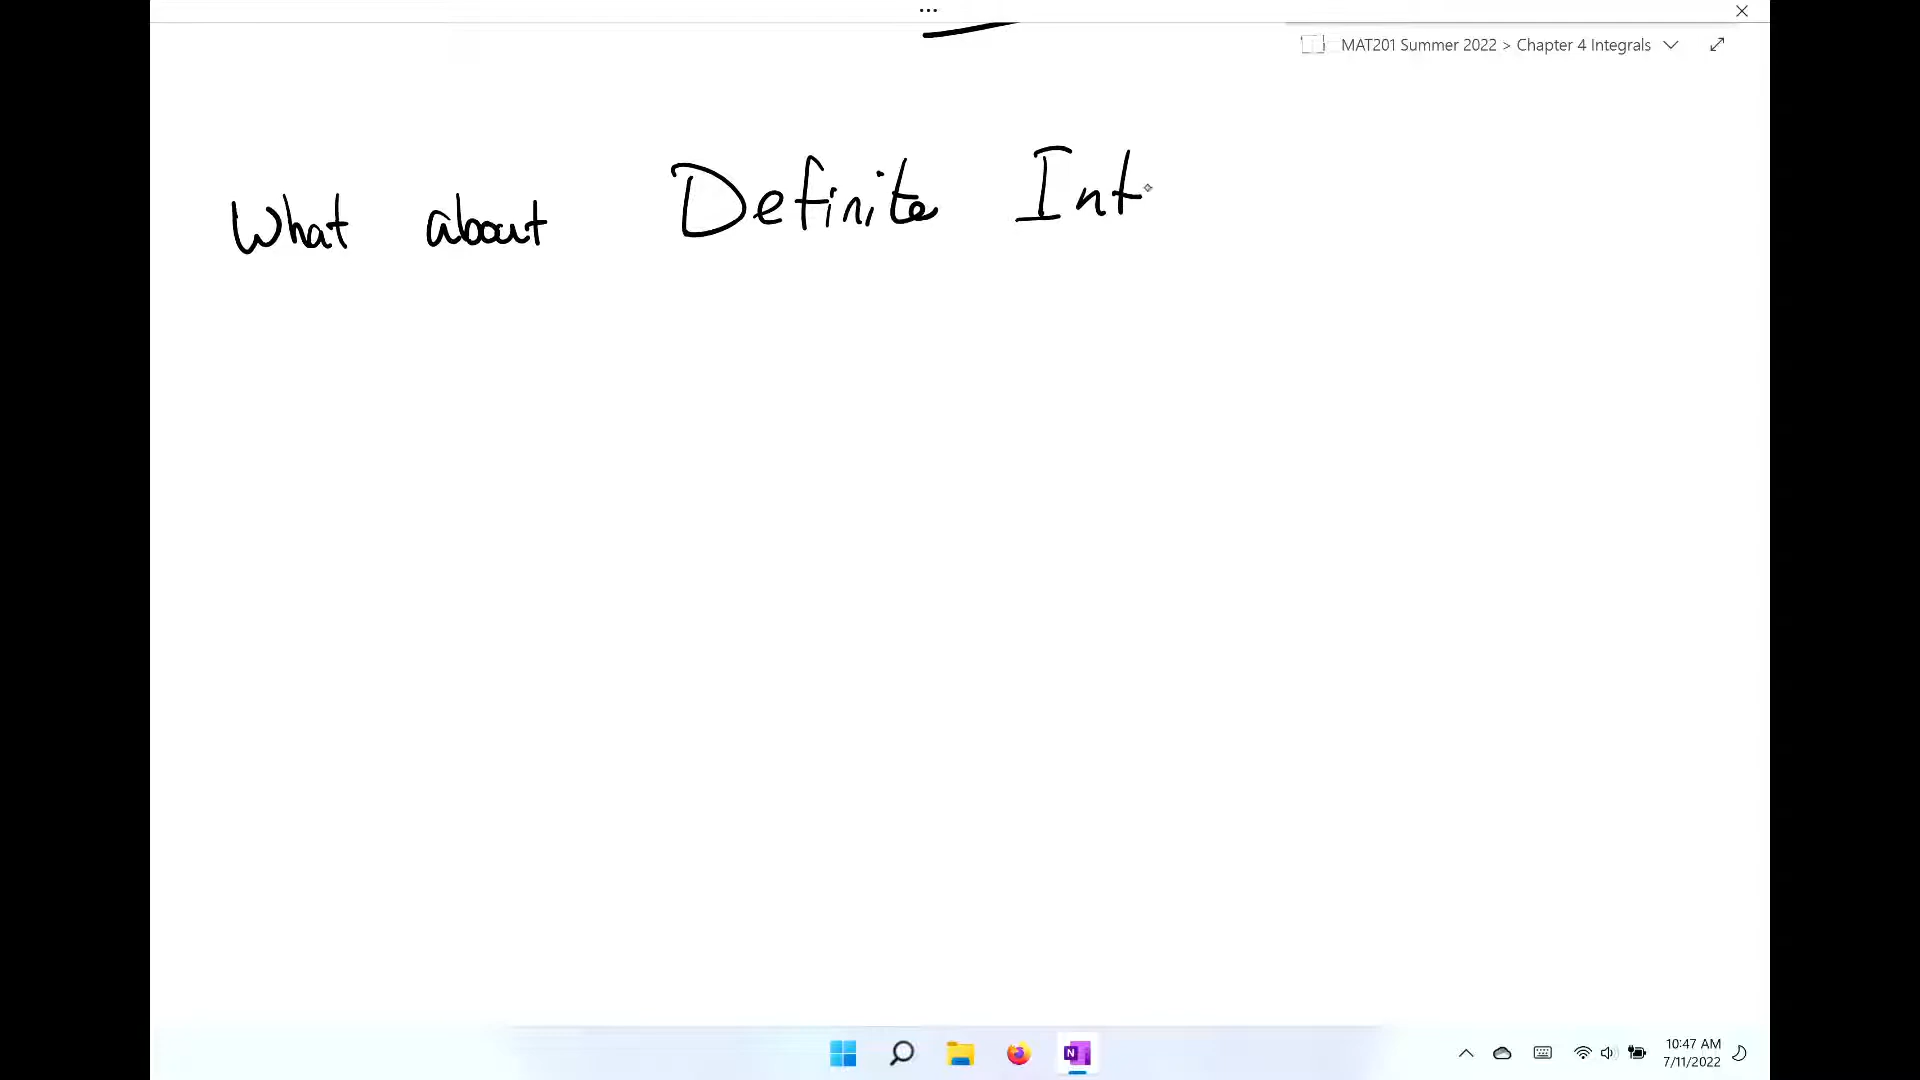 MAT201 Summer 2022 > Chapter 4 Integrals
What about Definite Int
10:47 AM
7/11/2022